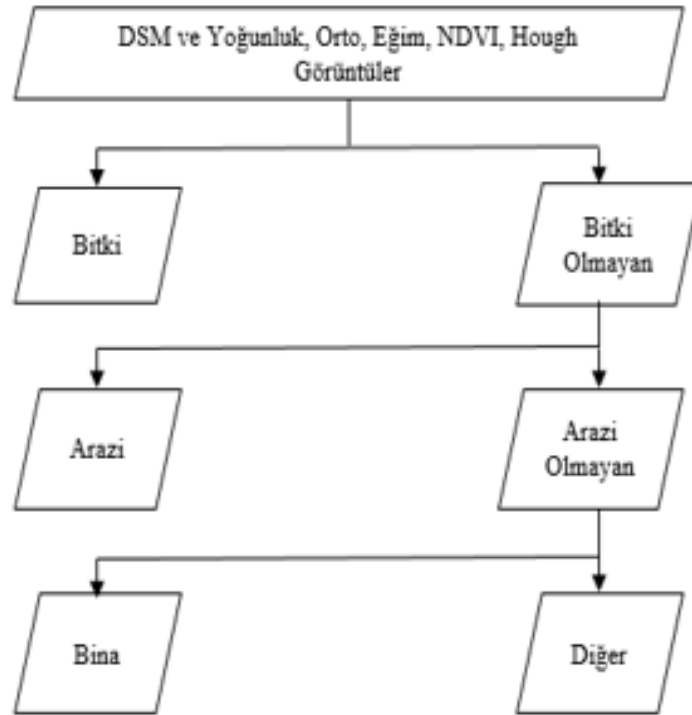 DSM ve Yoğunluk, Orto, Eğim, NDVI, Hough
Görüntüler
Bitki
Bitki
Olmayan
Arazi
Arazi
Olmayan
Bina
Diğer